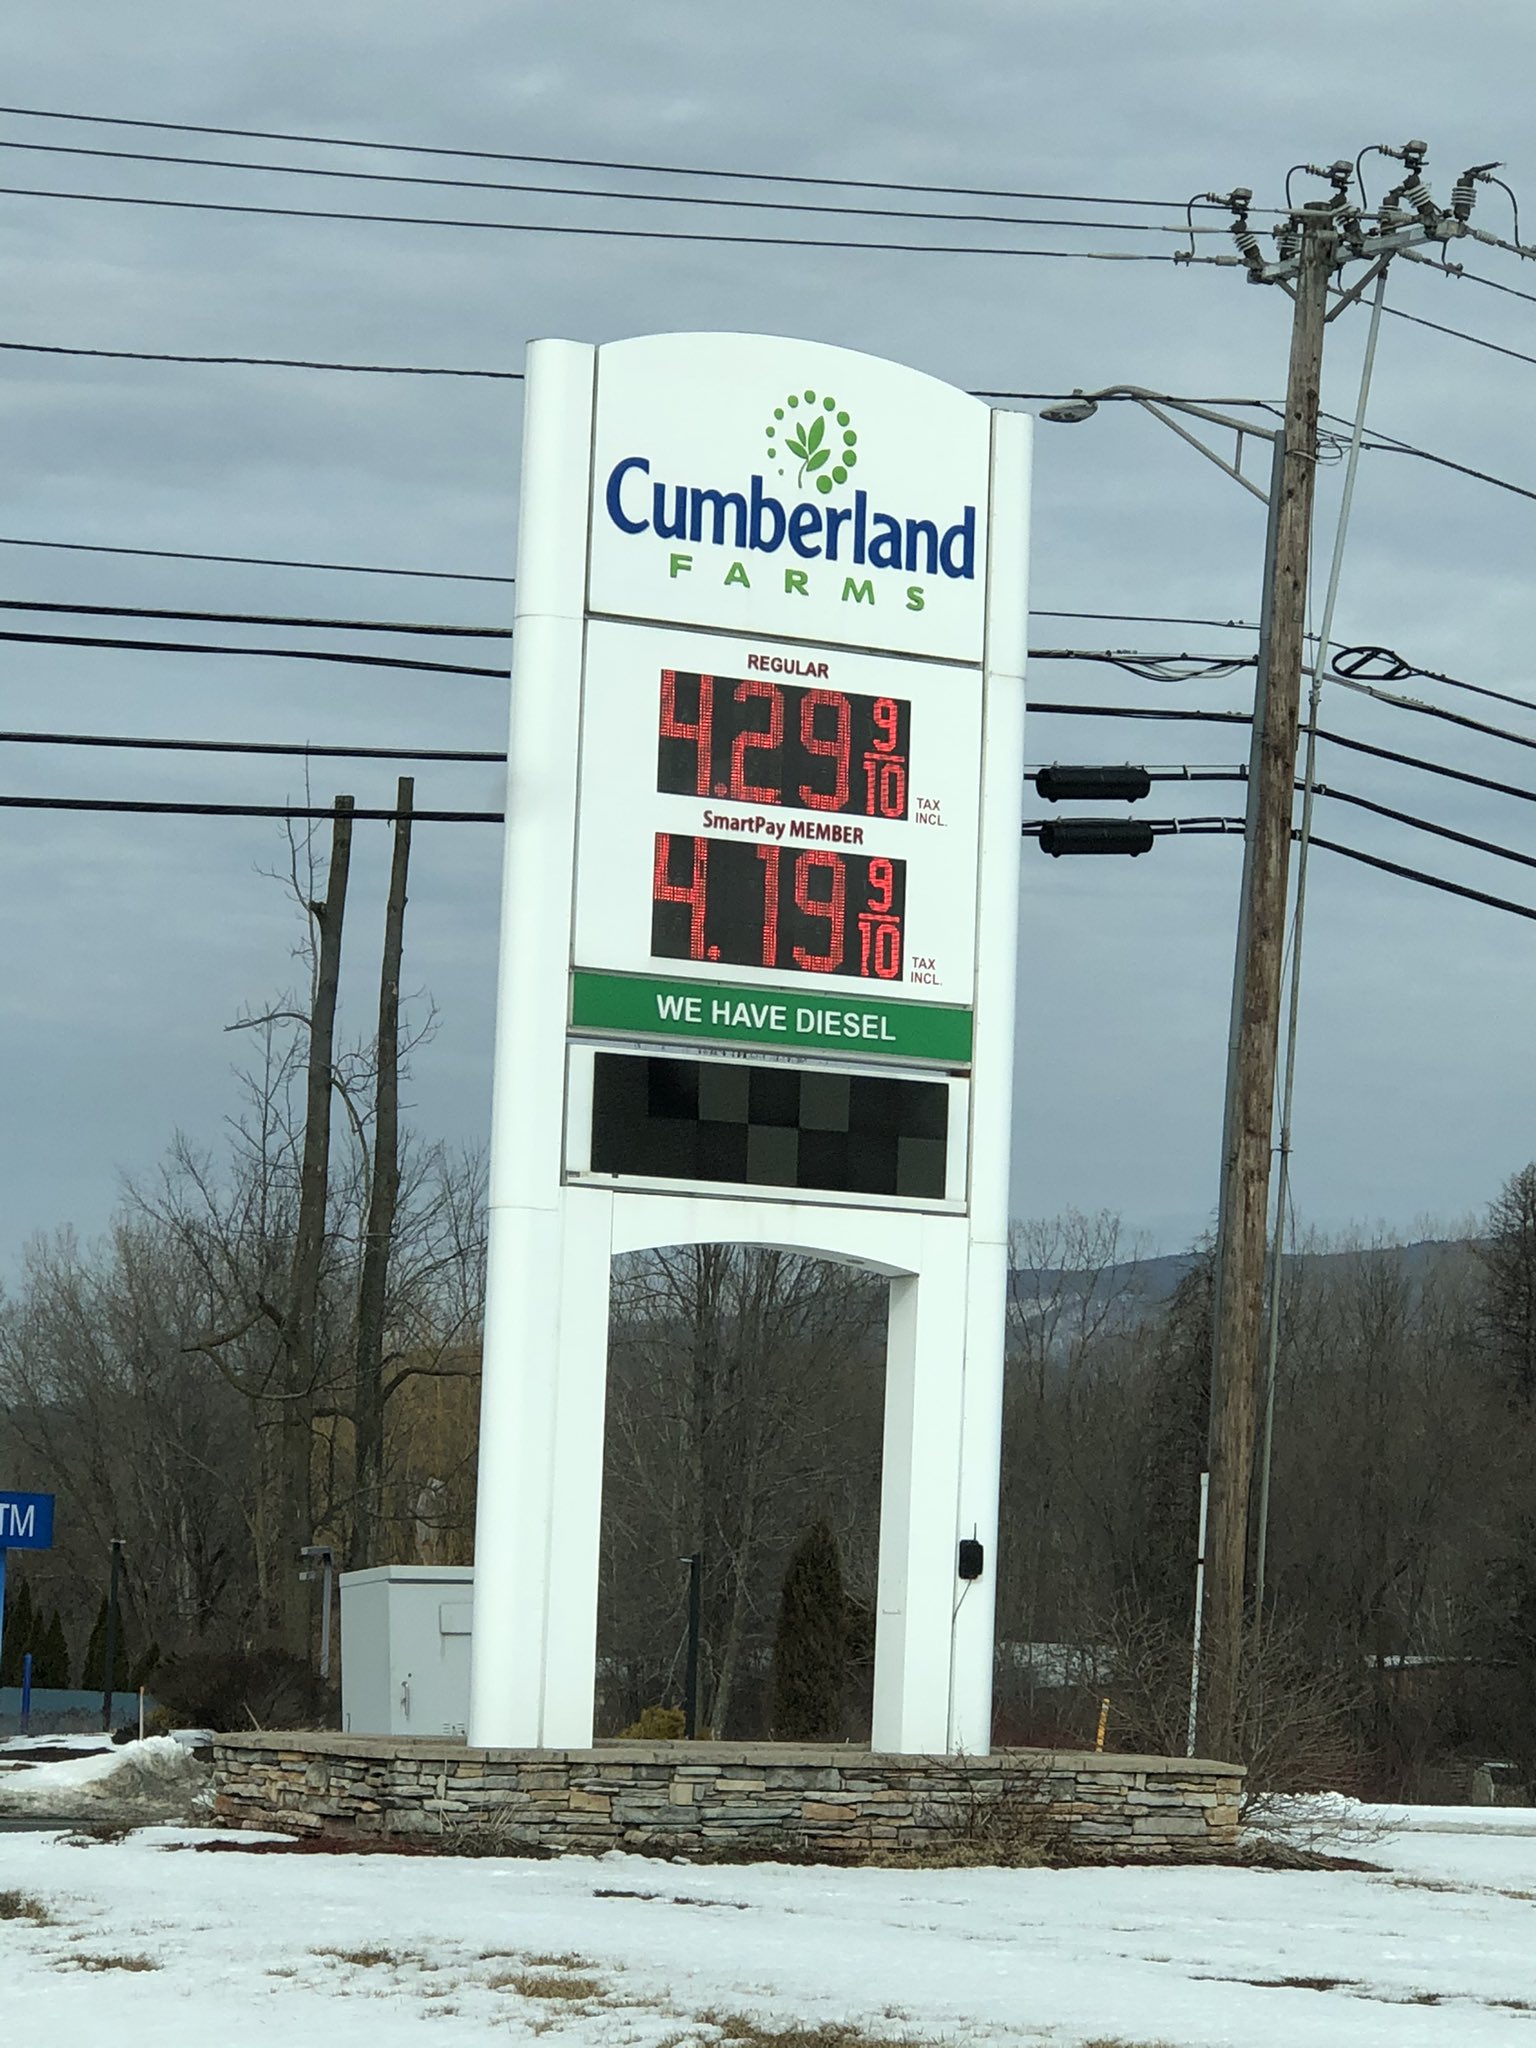 Cumberland
FARMS
REGULAR
4.29 9/10
TAX
INCL.
SmartPay MEMBER
4.19 9/10
TAX
INCL.
WE HAVE DIESEL
TM